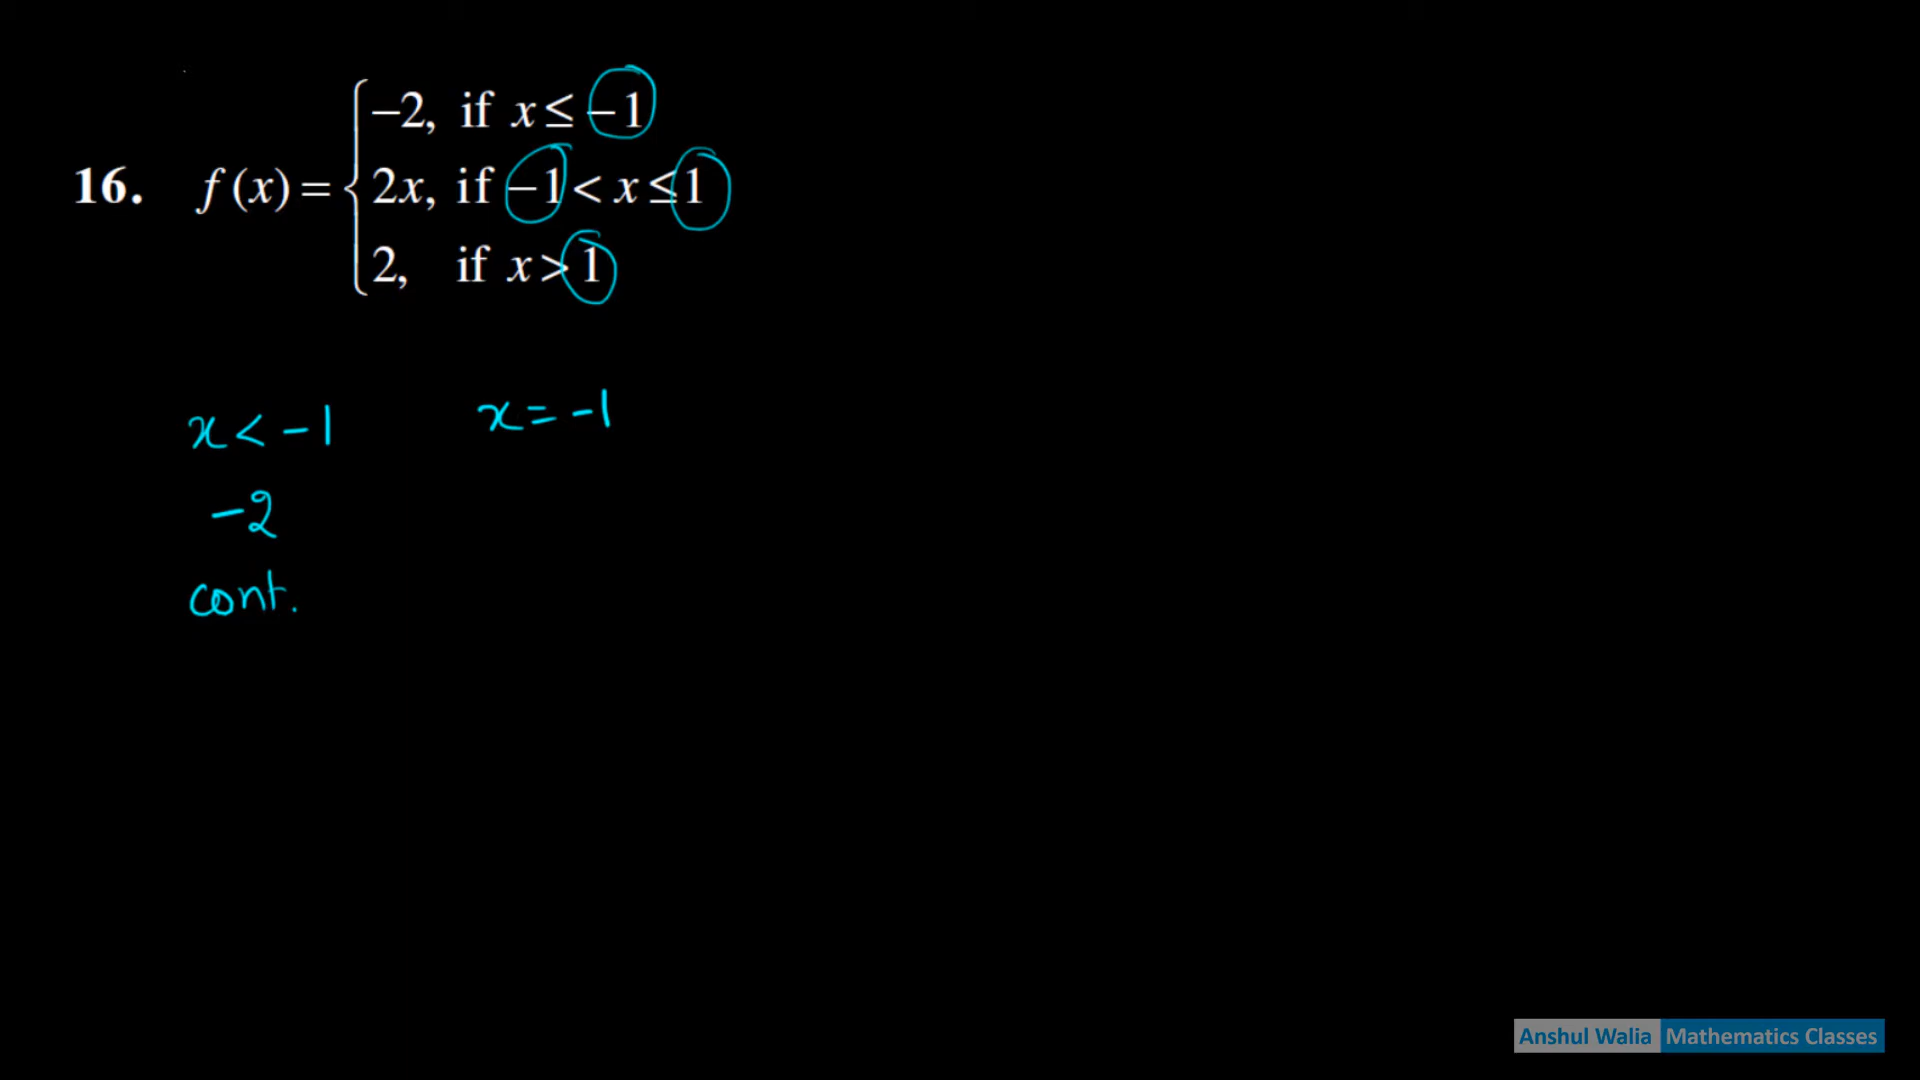 −2, if x ≤ −1
16. f(x) = { 2x, if −1 < x ≤ 1
2, if x > 1
x < −1
x = −1
−2
cont.
Anshul Walia Mathematics Classes